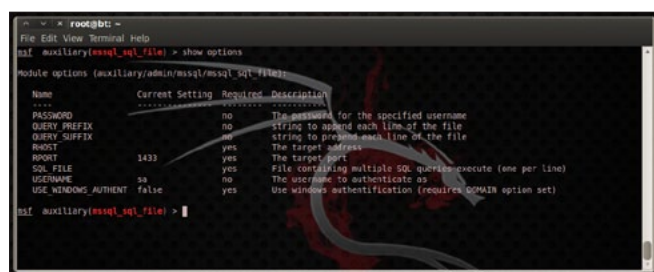 root@bt: ~
File Edit View Terminal Help
msf auxiliary(mssql_sql_file) > show options
Module options (auxiliary/admin/mssql/mssql_sql_file):
Name Current Setting Required Description
---- --------------- -------- -----------
PASSWORD no The password for the specified username
QUERY_PREFIX no string to append each line of the file
QUERY_SUFFIX no string to prepend each line of the file
RHOST yes The target address
RPORT 1433 yes The target port
SQL_FILE yes File containing multiple SQL queries execute (one per line)
USERNAME sa no The username to authenticate as
USE_WINDOWS_AUTHENT false yes Use windows authentification (requires DOMAIN option set)
msf auxiliary(mssql_sql_file) >